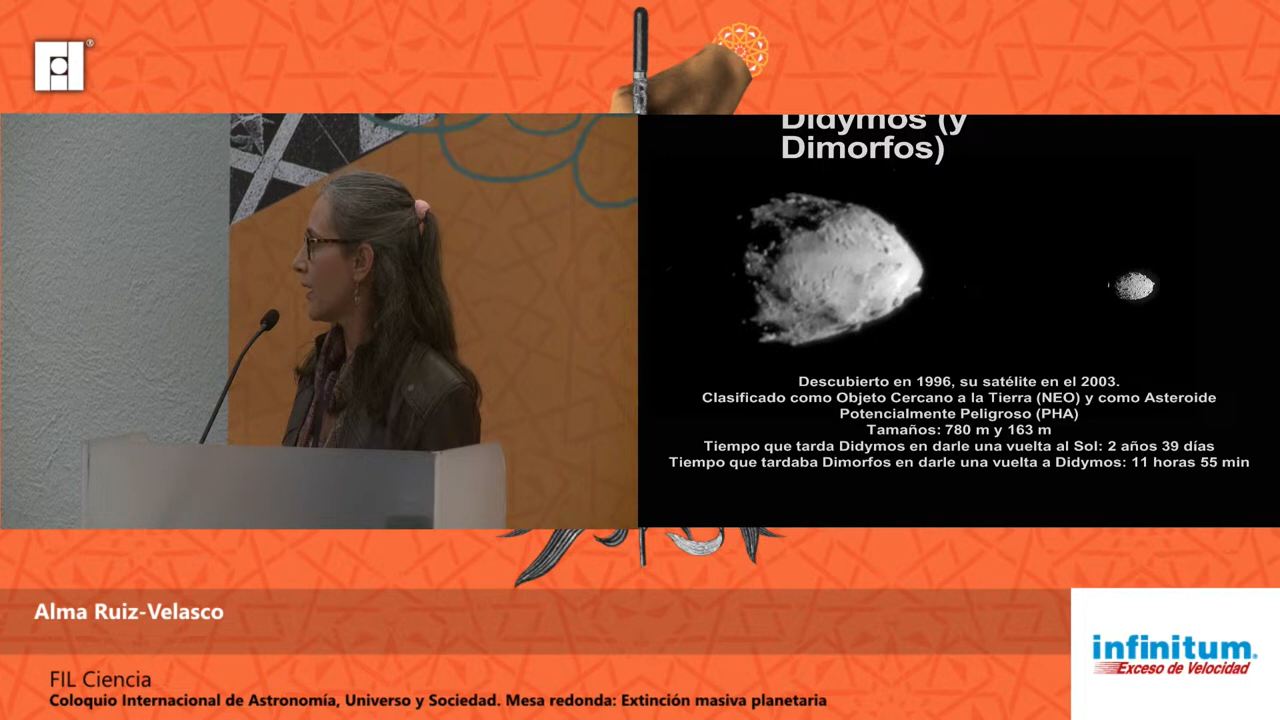 Didymos (y
Dimorfos)
Descubierto en 1996, su satélite en el 2003.
Clasificado como Objeto Cercano a la Tierra (NEO) y como Asteroide
Potencialmente Peligroso (PHA)
Tamaños: 780 m y 163 m
Tiempo que tarda Didymos en darle una vuelta al Sol: 2 años 39 días
Tiempo que tardaba Dimorfos en darle una vuelta a Didymos: 11 horas 55 min
Alma Ruiz-Velasco
FIL Ciencia
Coloquio Internacional de Astronomía, Universo y Sociedad. Mesa redonda: Extinción masiva planetaria
infinitum.
Exceso de Velocidad